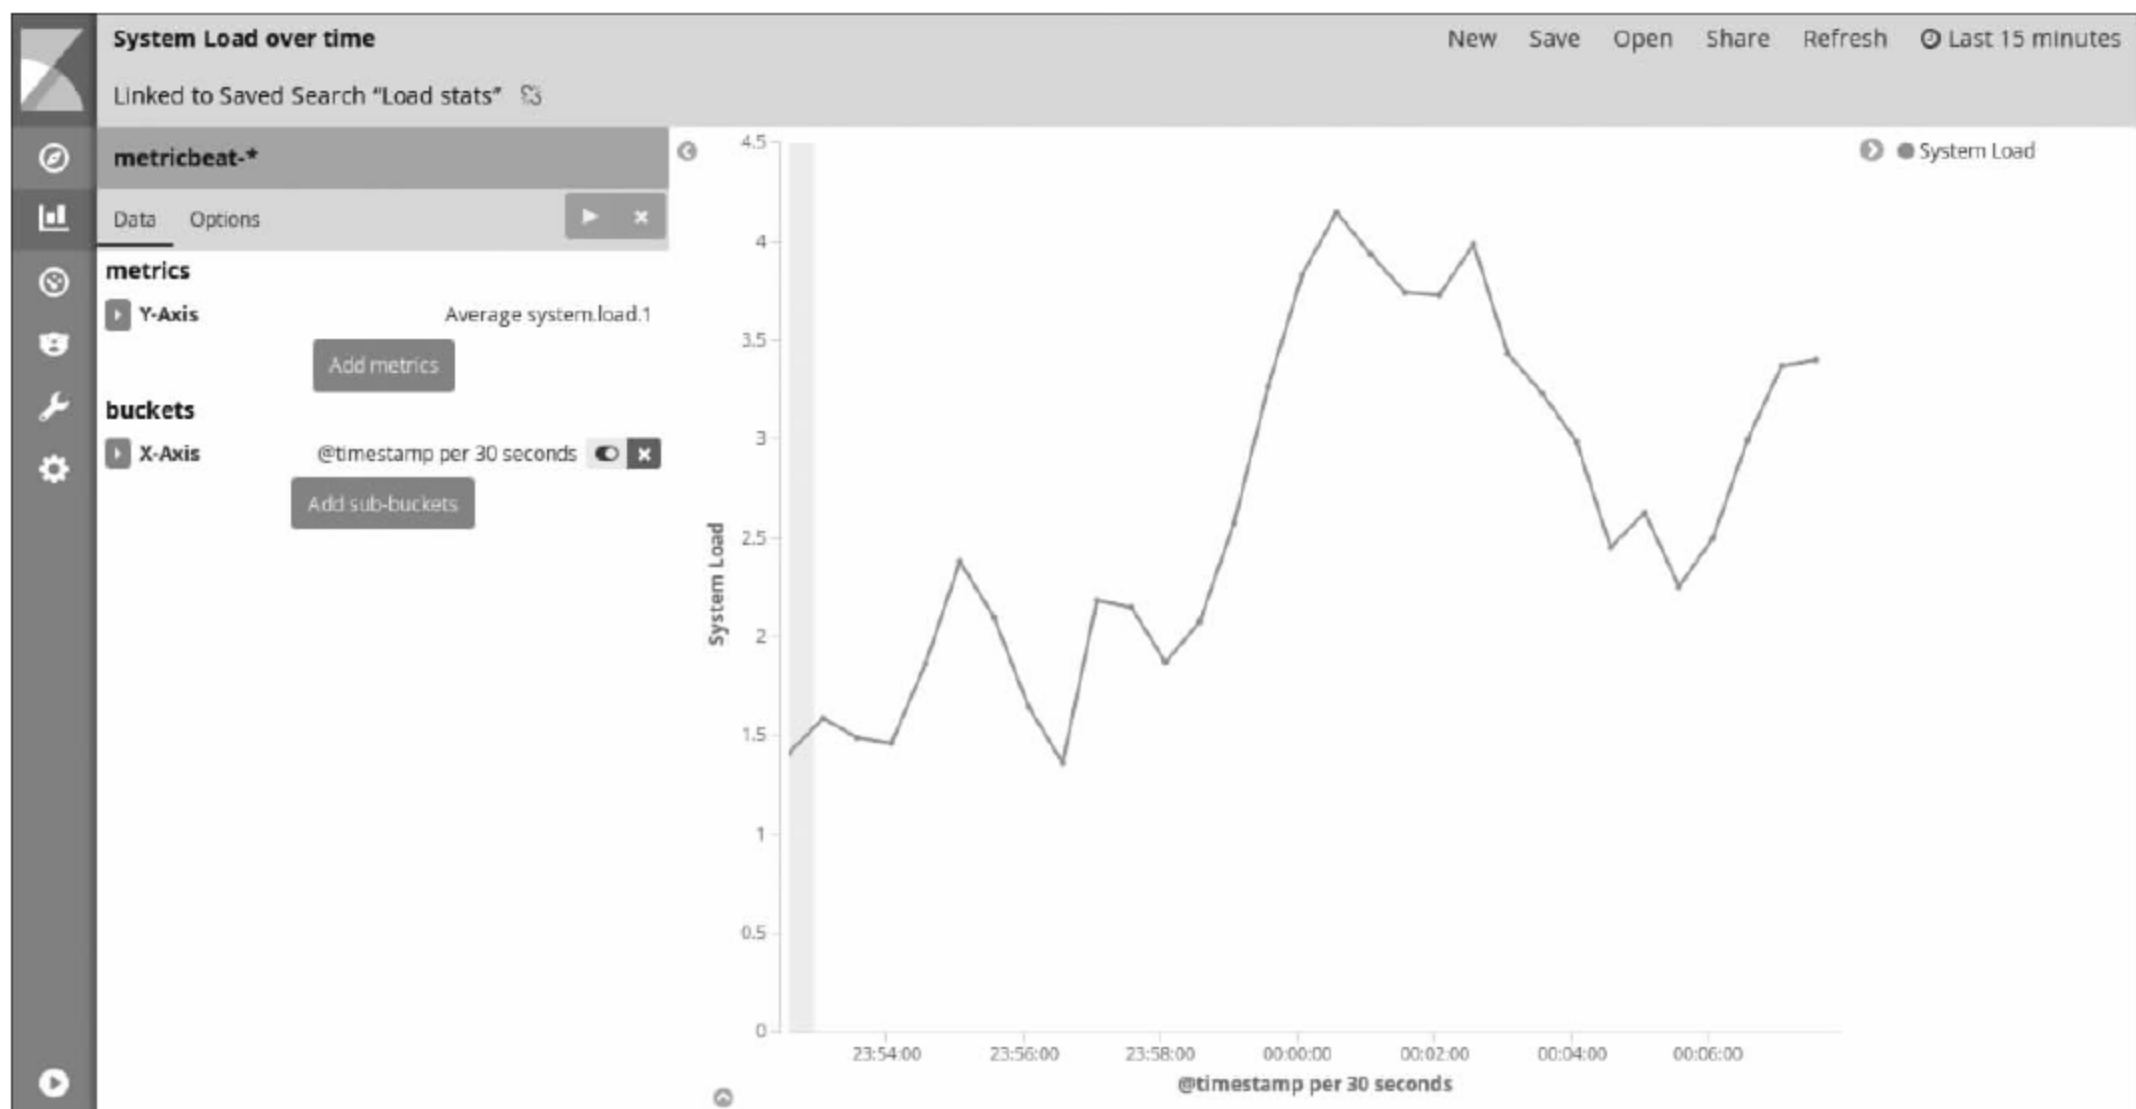 System Load over time
New Save Open Share Refresh Last 15 minutes
Linked to Saved Search “Load stats”
metricbeat-*
Data Options
metrics
Y-Axis Average system.load.1
Add metrics
buckets
X-Axis @timestamp per 30 seconds
Add sub-buckets
System Load
4.5
4
3.5
3
2.5
2
1.5
1
0.5
0
System Load
23:54:00 23:56:00 23:58:00 00:00:00 00:02:00 00:04:00 00:06:00
@timestamp per 30 seconds